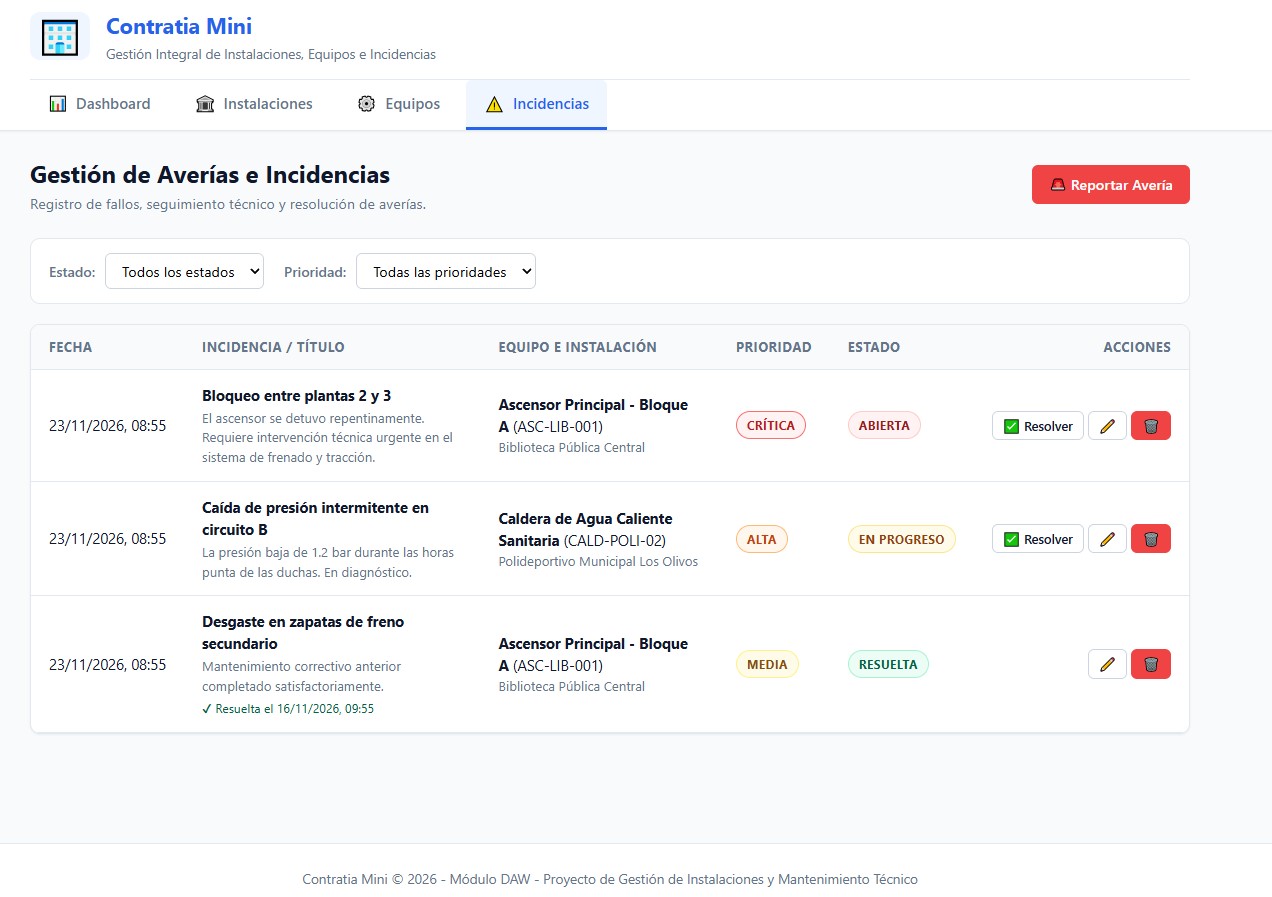 Contratia Mini
Gestión Integral de Instalaciones, Equipos e Incidencias
Dashboard
Instalaciones
Equipos
Incidencias
Gestión de Averías e Incidencias
Registro de fallos, seguimiento técnico y resolución de averías.
Reportar Avería
Estado: Todos los estados Prioridad: Todas las prioridades
FECHA INCIDENCIA / TÍTULO EQUIPO E INSTALACIÓN PRIORIDAD ESTADO ACCIONES
23/11/2026, 08:55
Bloqueo entre plantas 2 y 3
El ascensor se detuvo repentinamente.
Requiere intervención técnica urgente en el
sistema de frenado y tracción.
Ascensor Principal - Bloque
A (ASC-LIB-001)
Biblioteca Pública Central
CRÍTICA
ABIERTA
Resolver
23/11/2026, 08:55
Caída de presión intermitente en
circuito B
La presión baja de 1.2 bar durante las horas
punta de las duchas. En diagnóstico.
Caldera de Agua Caliente
Sanitaria (CALD-POLI-02)
Polideportivo Municipal Los Olivos
ALTA
EN PROGRESO
Resolver
23/11/2026, 08:55
Desgaste en zapatas de freno
secundario
Mantenimiento correctivo anterior
completado satisfactoriamente.
✓ Resuelta el 16/11/2026, 09:55
Ascensor Principal - Bloque
A (ASC-LIB-001)
Biblioteca Pública Central
MEDIA
RESUELTA
Contratia Mini © 2026 - Módulo DAW - Proyecto de Gestión de Instalaciones y Mantenimiento Técnico